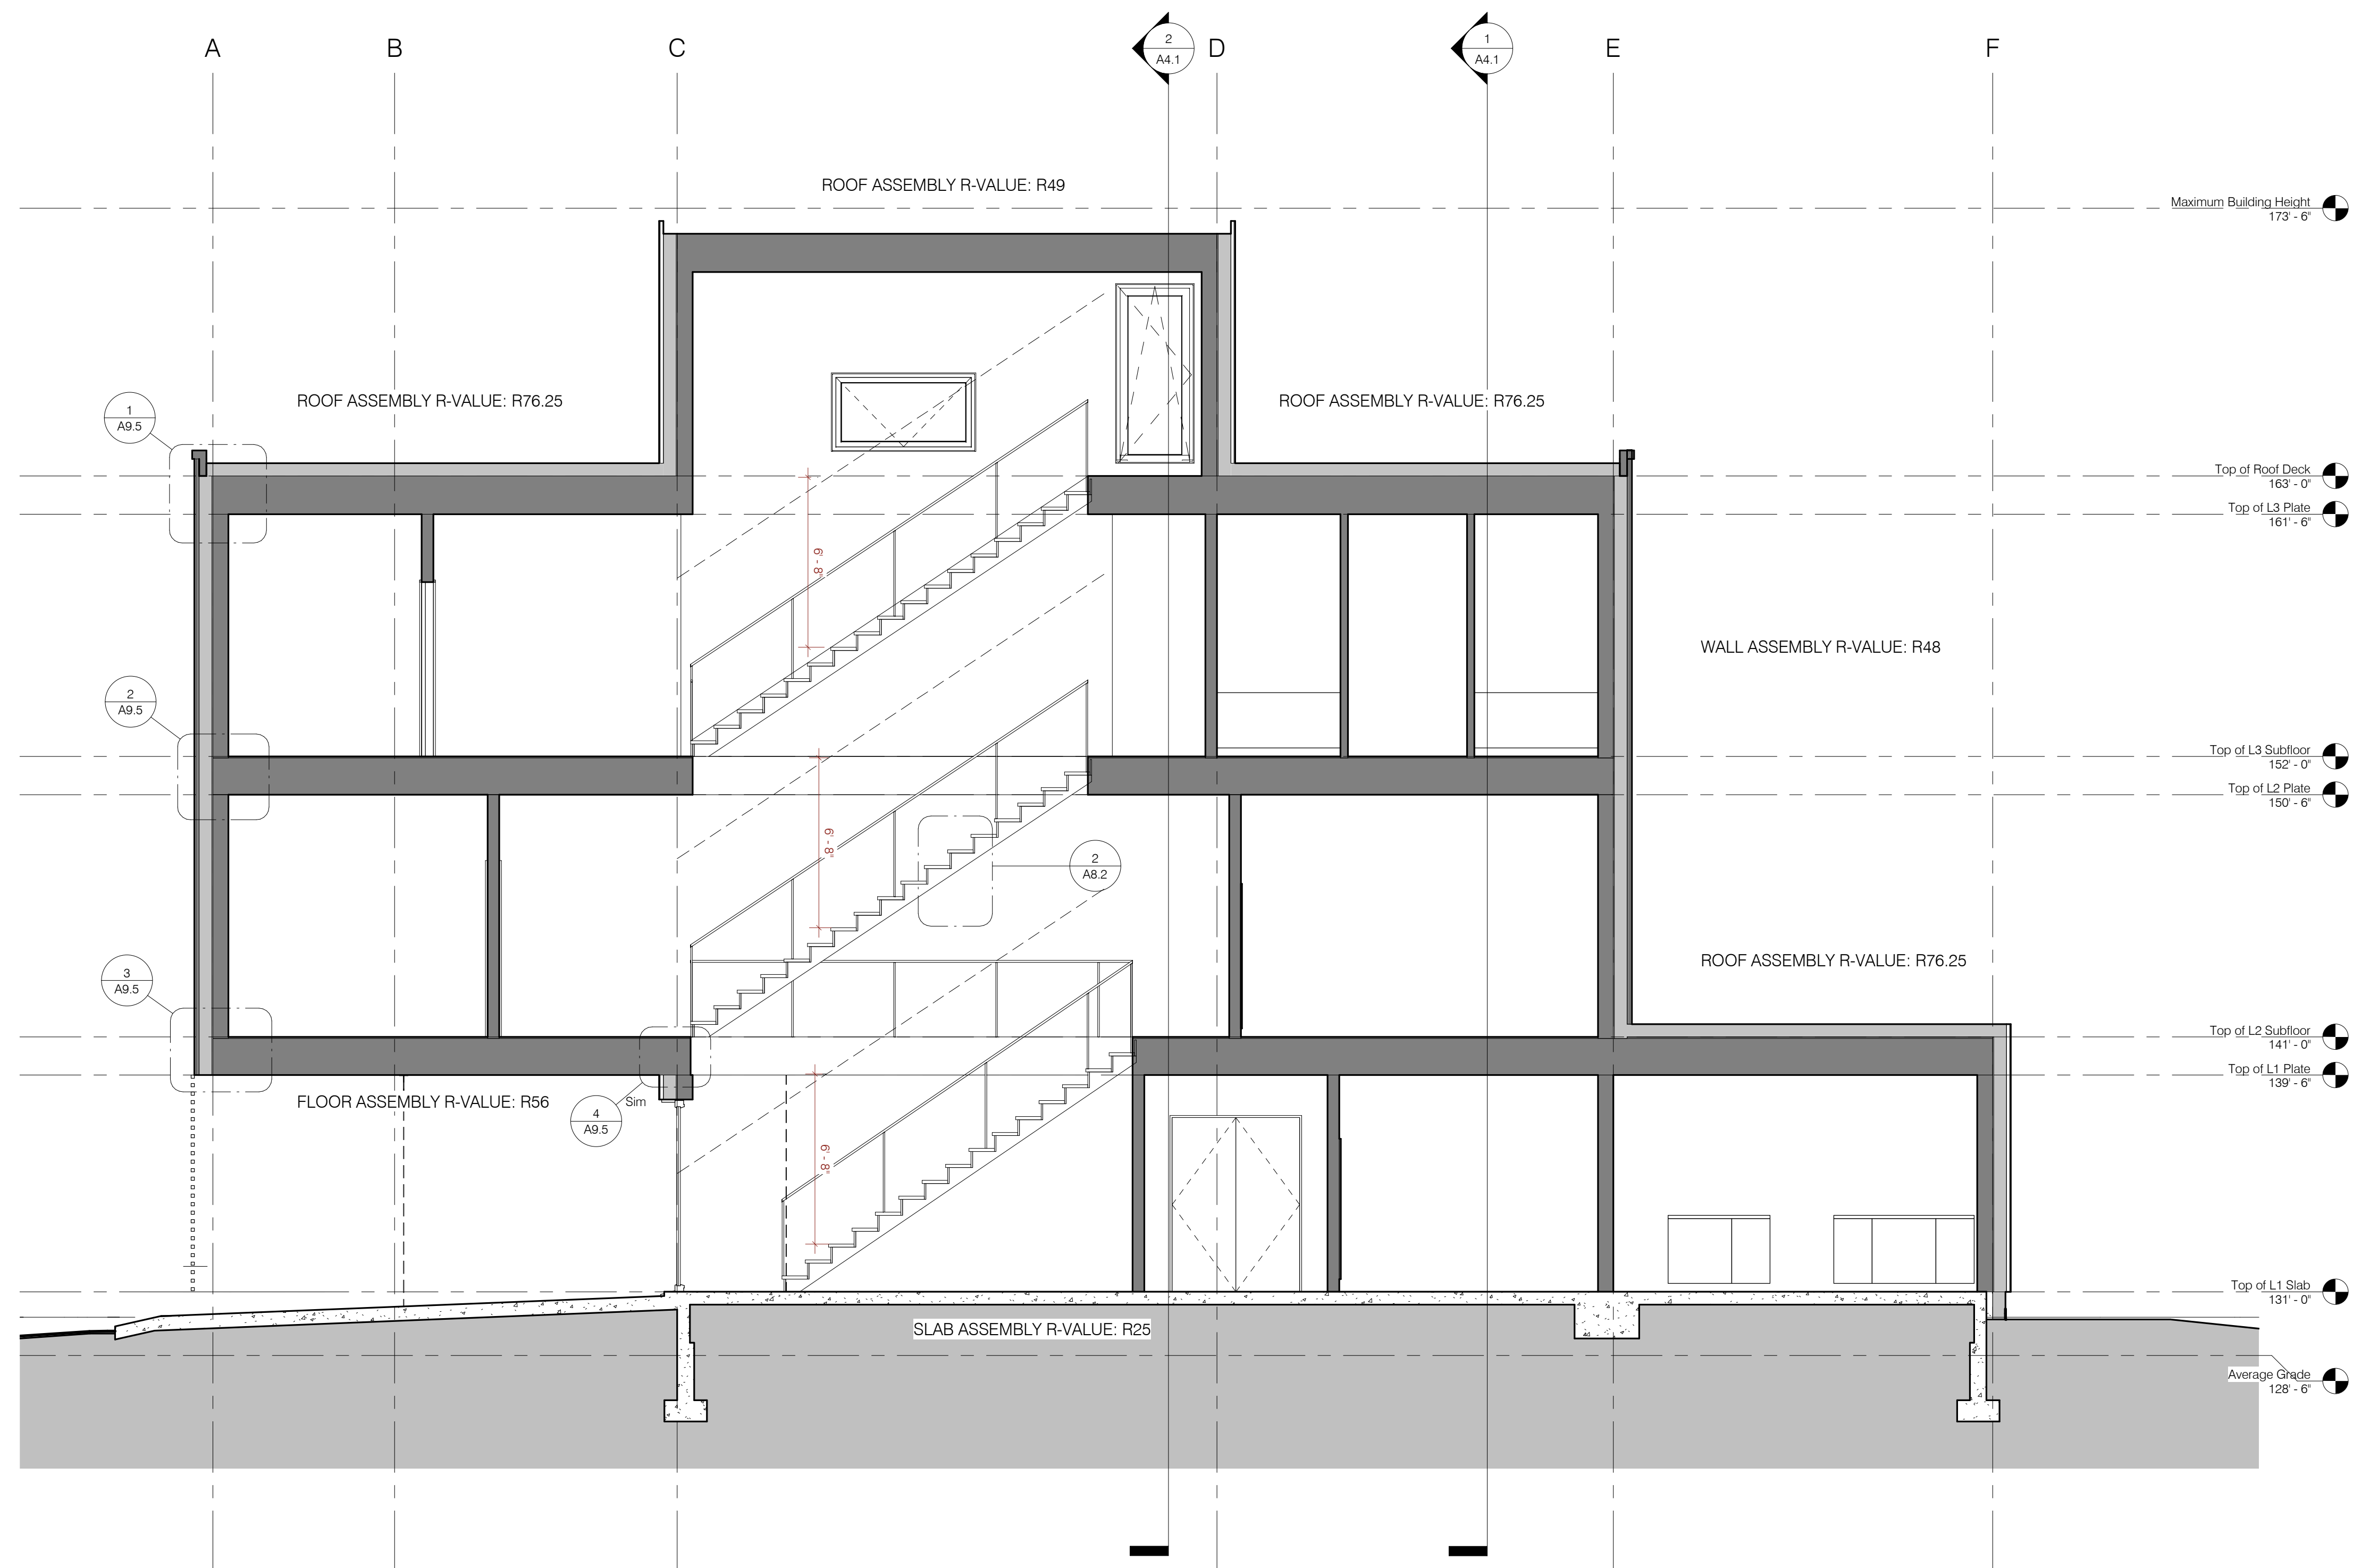 A
B
C
2
A4.1
D
1
A4.1
E
F
ROOF ASSEMBLY R-VALUE: R49
Maximum Building Height
173' - 6"
ROOF ASSEMBLY R-VALUE: R76.25
ROOF ASSEMBLY R-VALUE: R76.25
1
A9.5
Top of Roof Deck
163' - 0"
Top of L3 Plate
161' - 6"
6' - 8"
WALL ASSEMBLY R-VALUE: R48
2
A9.5
Top of L3 Subfloor
152' - 0"
Top of L2 Plate
150' - 6"
6' - 8"
2
A8.2
3
A9.5
ROOF ASSEMBLY R-VALUE: R76.25
Top of L2 Subfloor
141' - 0"
Top of L1 Plate
139' - 6"
FLOOR ASSEMBLY R-VALUE: R56
4
A9.5
Sim
6' - 8"
Top of L1 Slab
131' - 0"
SLAB ASSEMBLY R-VALUE: R25
Average Grade
128' - 6"